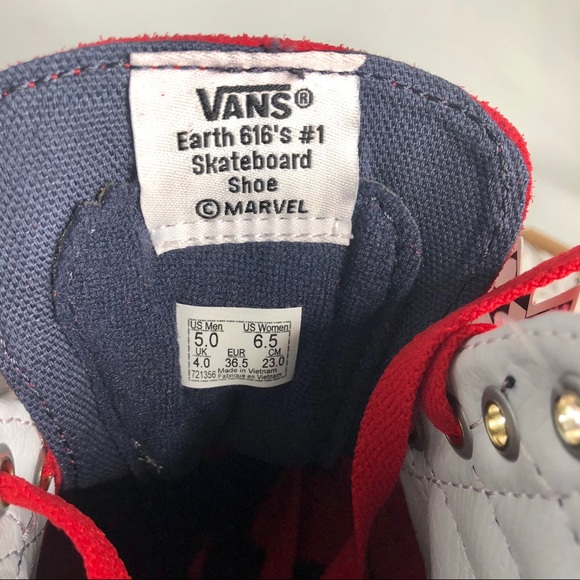 VANS®
Earth 616's #1
Skateboard
Shoe
©MARVEL
US Men US Women
5.0 6.5
UK EUR CM
4.0 36.5 23.0
721356 Made in Vietnam
Fabriqué en Vietnam